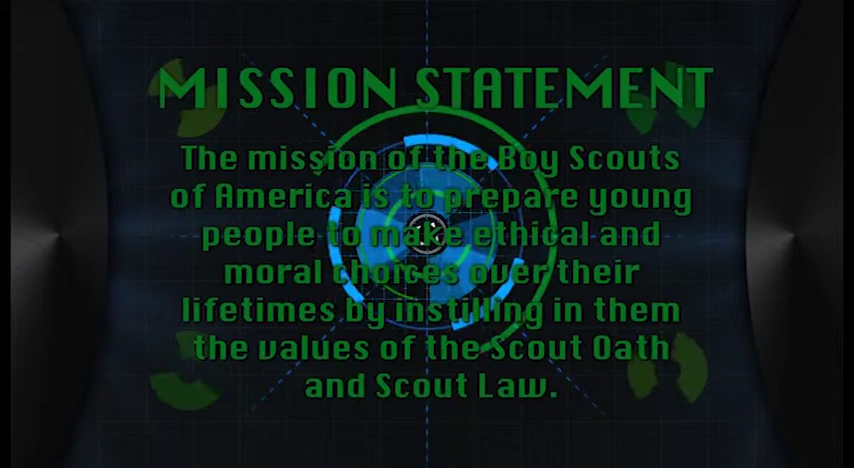 MISSION STATEMENT
The mission of the Boy Scouts
of America is to prepare young
people to make ethical and
moral choices over their
lifetimes by instilling in them
the values of the Scout Oath
and Scout Law.